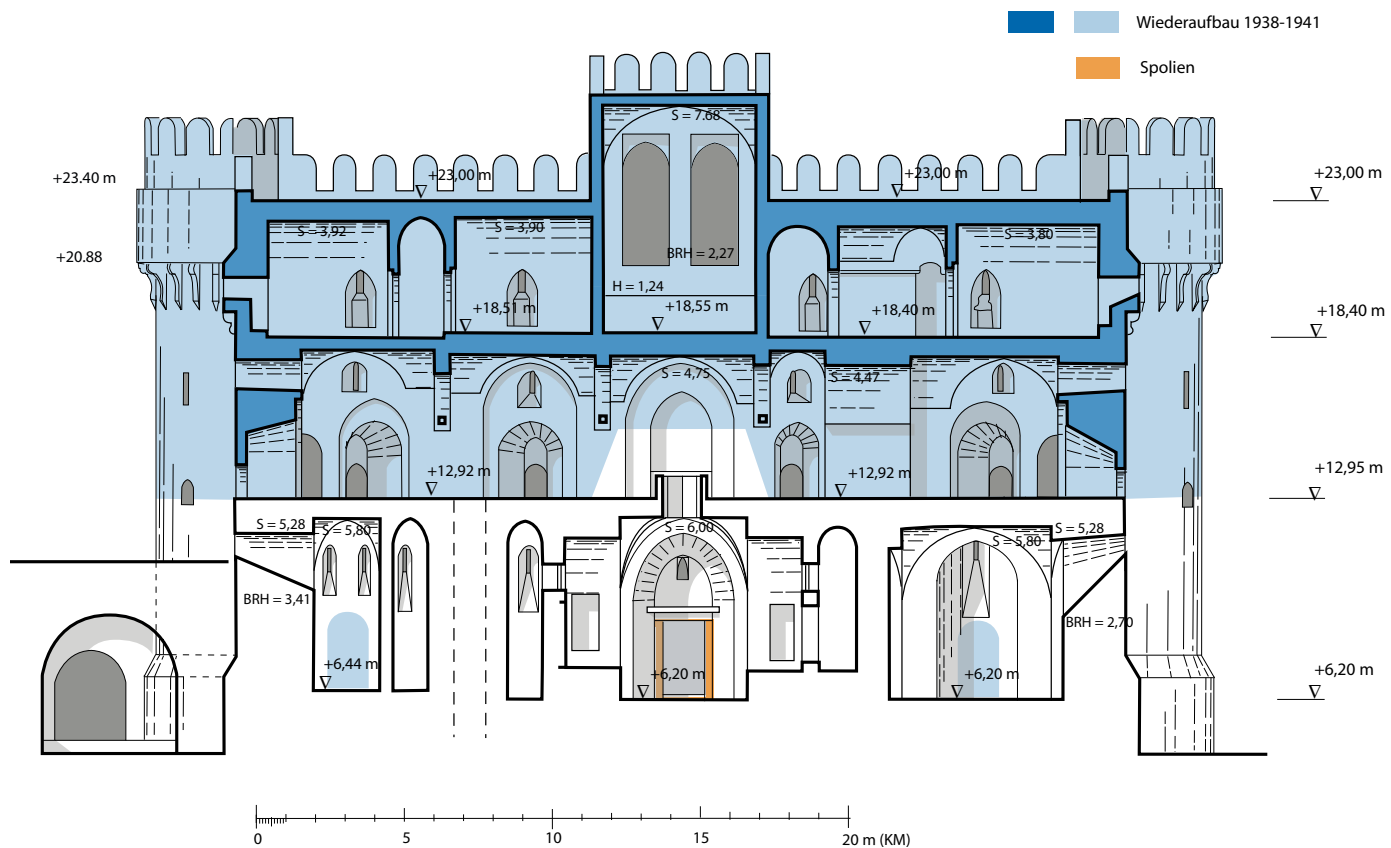 Wiederaufbau 1938-1941
Spolien
S = 7.68
+23.40 m
+23,00 m
+23,00 m
+23,00 m
S = 3,92
S = 3,90
S = 3,80
+20.88
BRH = 2,27
H = 1,24
+18,51 m
+18,55 m
+18,40 m
+18,40 m
S = 4,75
S = 4,47
+12,92 m
+12,92 m
+12,95 m
S = 5,28
S = 5,80
S = 6,00
S = 5,28
S = 5,80
BRH = 3,41
BRH = 2,70
+6,44 m
+6,20 m
+6,20 m
+6,20 m
0 5 10 15 20 m (KM)